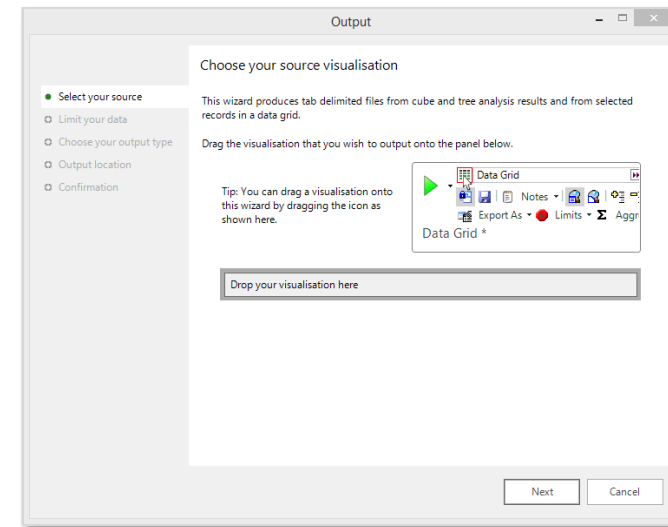 Output
Choose your source visualisation
Select your source
Limit your data
Choose your output type
Output location
Confirmation
This wizard produces tab delimited files from cube and tree analysis results and from selected
records in a data grid.
Drag the visualisation that you wish to output onto the panel below.
Tip: You can drag a visualisation onto
this wizard by dragging the icon as
shown here.
Data Grid
Notes
Export As
Limits
Σ Aggr
Data Grid *
Drop your visualisation here
Next
Cancel